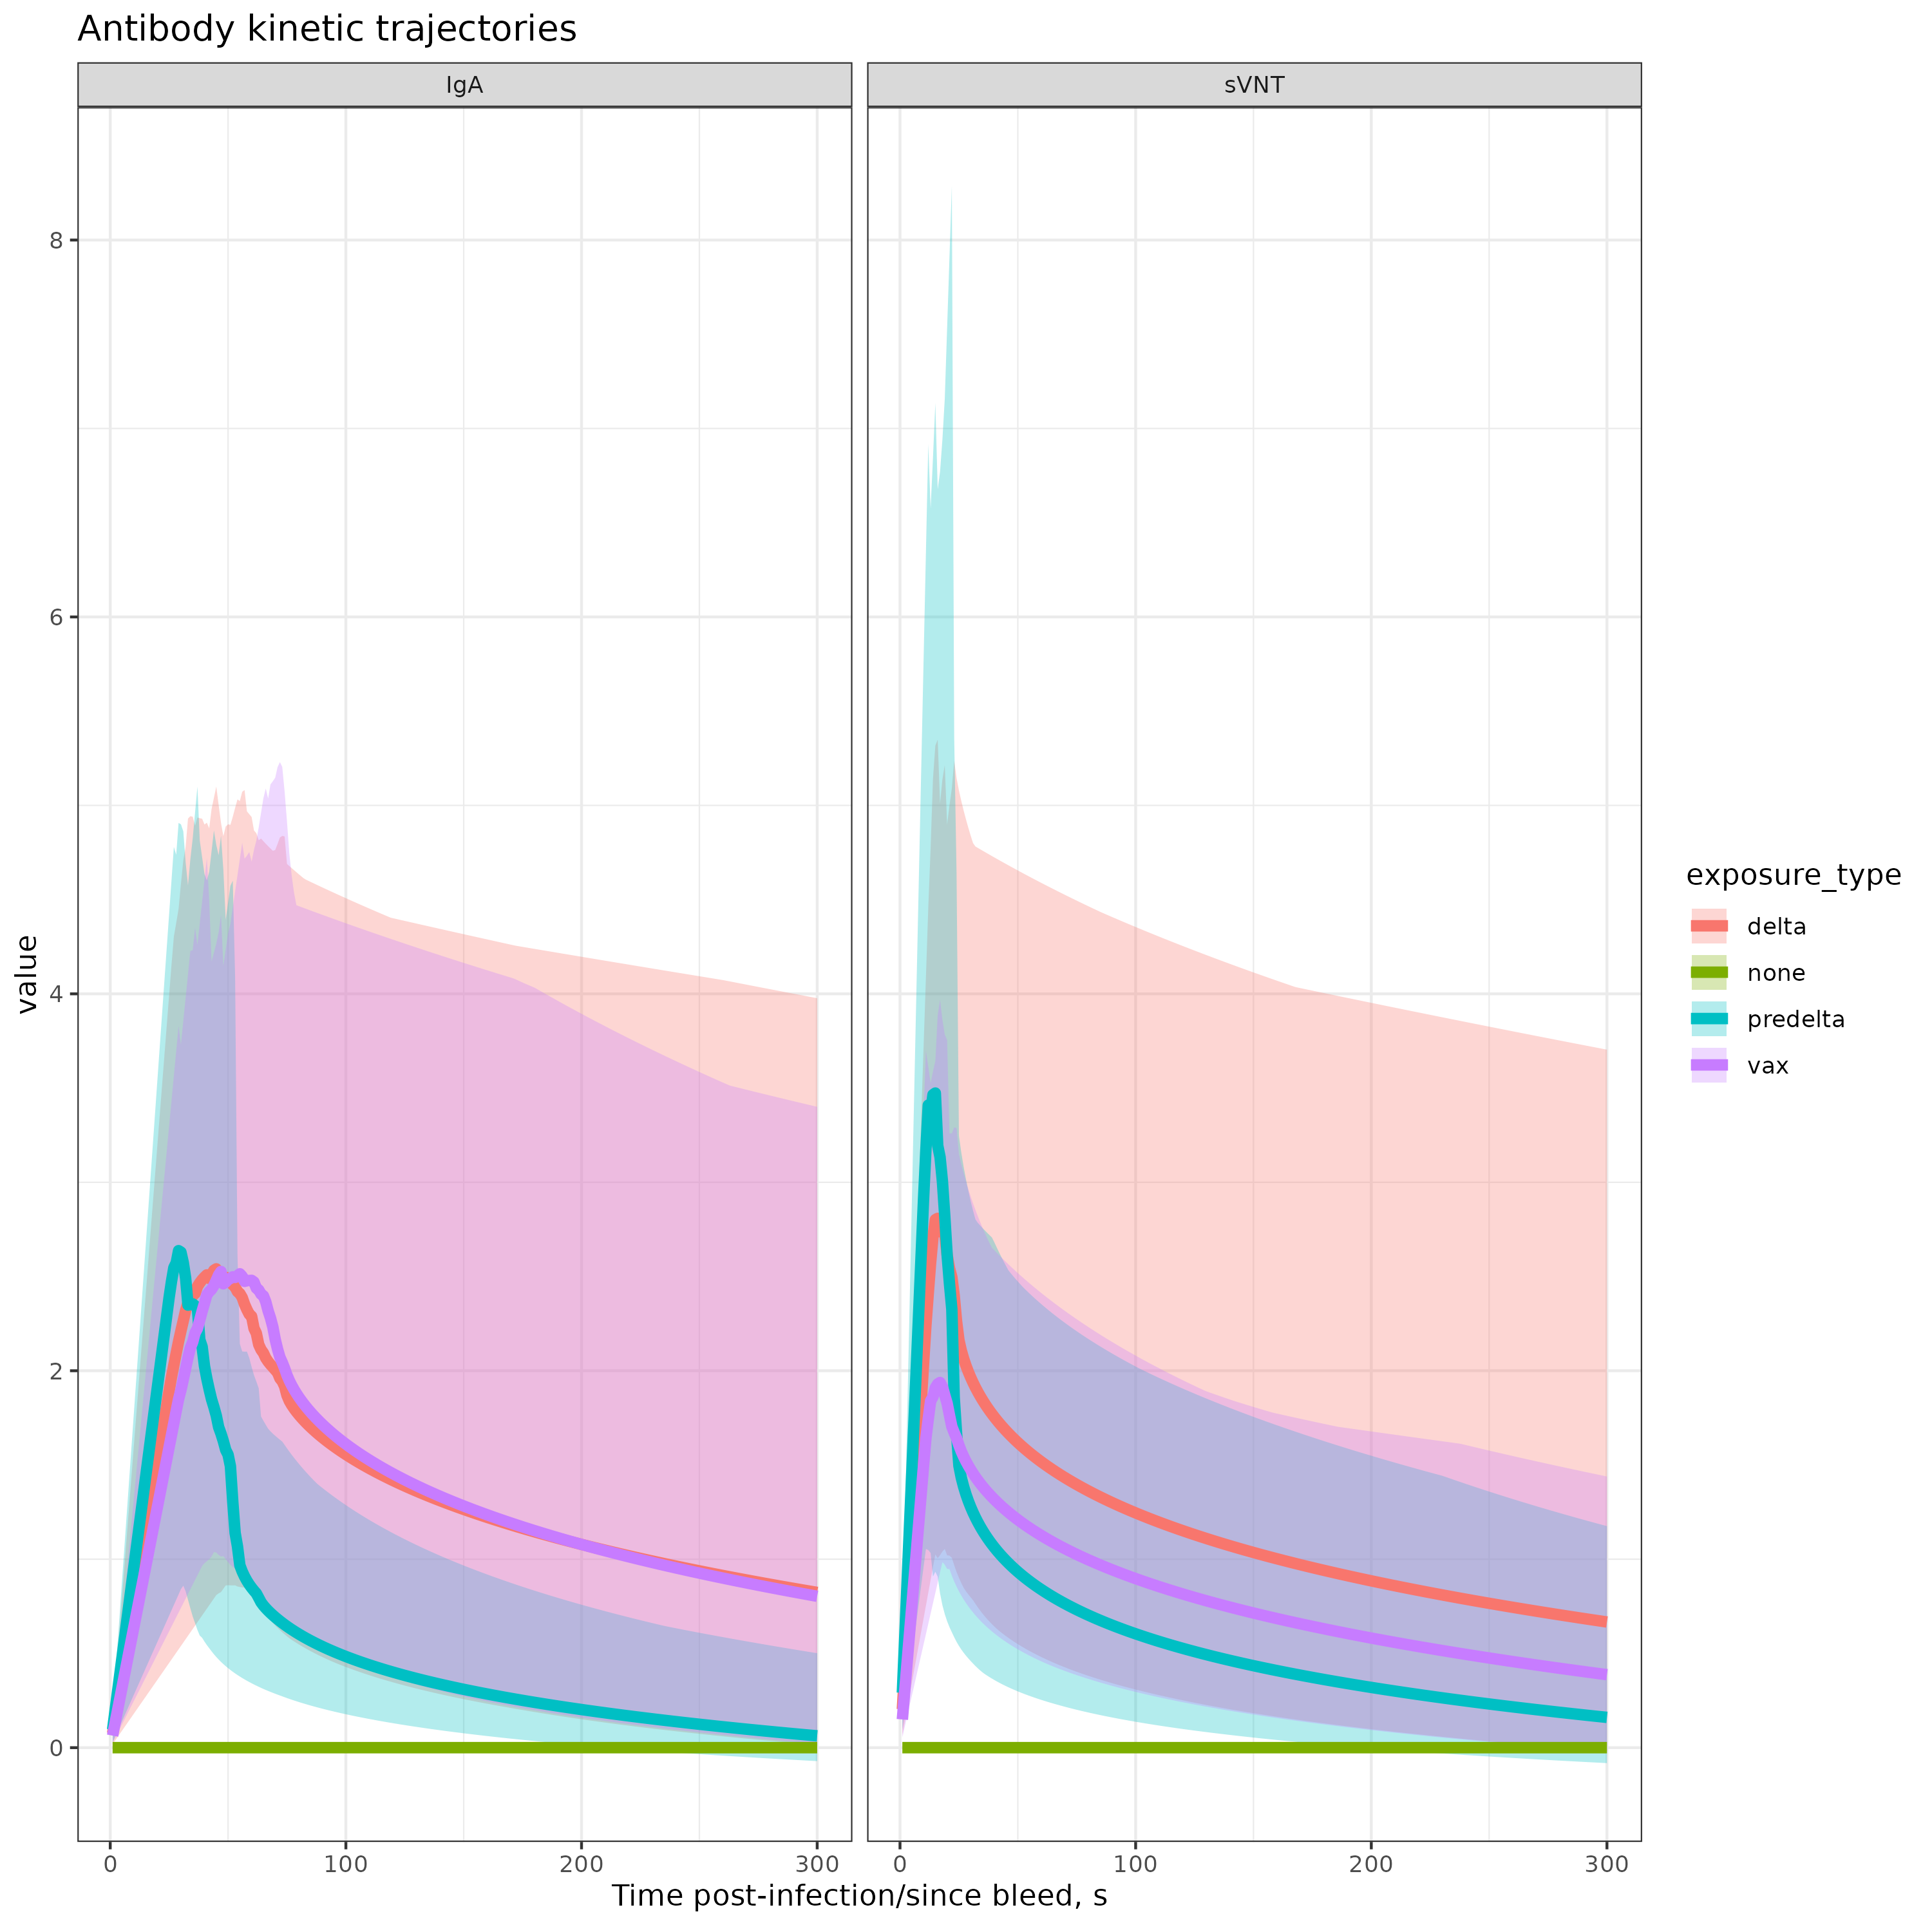 Antibody kinetic trajectories
IgA
sVNT
value
8
6
4
2
0
0 100 200 300
0 100 200 300
Time post-infection/since bleed, s
exposure_type
delta
none
predelta
vax